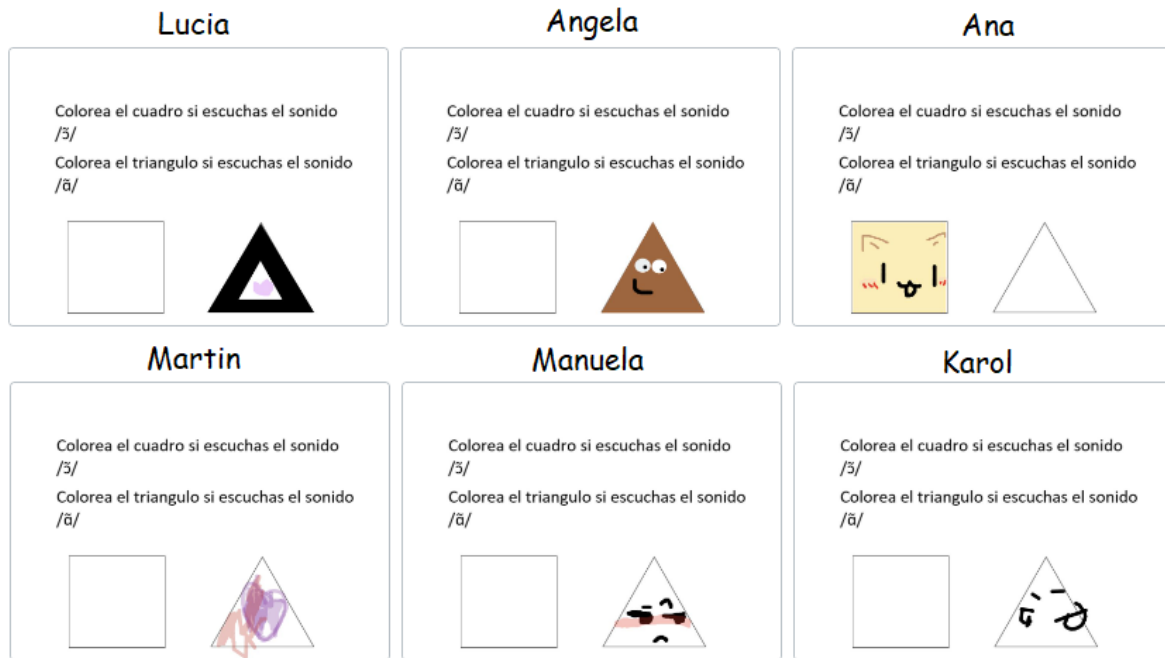 Lucia
Colorea el cuadro si escuchas el sonido
/ɔ̃/
Colorea el triangulo si escuchas el sonido
/ã/
Angela
Colorea el cuadro si escuchas el sonido
/ɔ̃/
Colorea el triangulo si escuchas el sonido
/ã/
Ana
Colorea el cuadro si escuchas el sonido
/ɔ̃/
Colorea el triangulo si escuchas el sonido
/ã/
Martin
Colorea el cuadro si escuchas el sonido
/ɔ̃/
Colorea el triangulo si escuchas el sonido
/ã/
Manuela
Colorea el cuadro si escuchas el sonido
/ɔ̃/
Colorea el triangulo si escuchas el sonido
/ã/
Karol
Colorea el cuadro si escuchas el sonido
/ɔ̃/
Colorea el triangulo si escuchas el sonido
/ã/